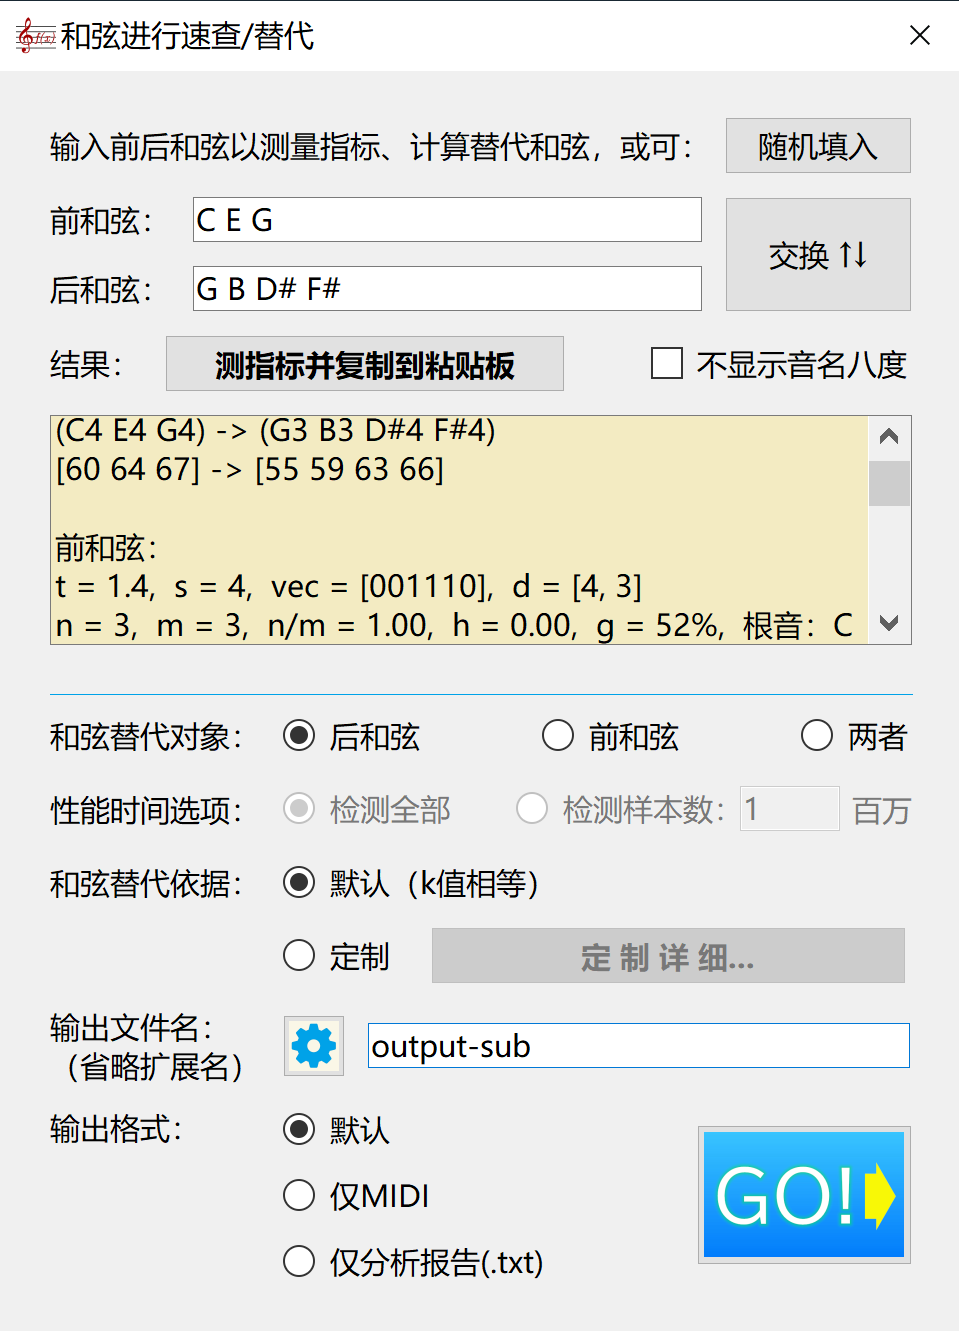 和弦进行速查/替代
输入前后和弦以测量指标、计算替代和弦，或可：
随机填入
前和弦：
C E G
交换 ↑↓
后和弦：
G B D# F#
结果：
测指标并复制到粘贴板
不显示音名八度
(C4 E4 G4) -> (G3 B3 D#4 F#4)
[60 64 67] -> [55 59 63 66]
前和弦：
t = 1.4, s = 4, vec = [001110], d = [4, 3]
n = 3, m = 3, n/m = 1.00, h = 0.00, g = 52%, 根音：C
和弦替代对象：
后和弦
前和弦
两者
性能时间选项：
检测全部
检测样本数：
1
百万
和弦替代依据：
默认（k值相等）
定制
定 制 详 细...
输出文件名：
（省略扩展名）
output-sub
输出格式：
默认
仅MIDI
仅分析报告(.txt)
GO!